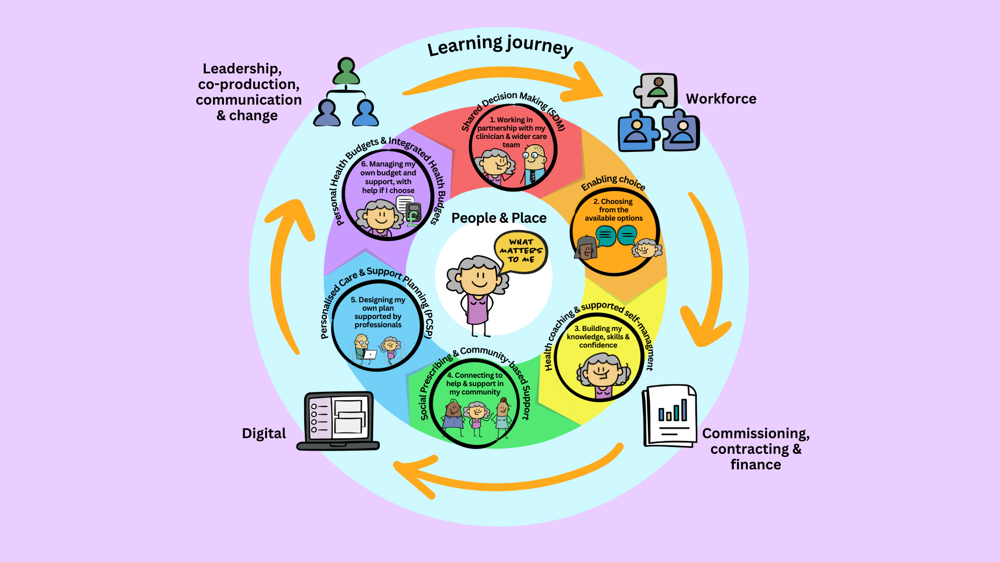 Learning journey
Leadership,
co-production,
communication
& change
Workforce
Shared Decision Making (SDM)
1. Working in
partnership with my
clinician & wider care
team
Enabling choice
2. Choosing
from the
available options
Health coaching & supported self-managment
3. Building my
knowledge, skills &
confidence
Social Prescribing & Community-based Support
4. Connecting to
help & support in
my community
Personalised Care & Support Planning (PCSP)
5. Designing my
own plan
supported by
professionals
Personal Health Budgets & Integrated Health Budgets
6. Managing my
own budget and
support, with
help if I choose
£
People & Place
WHAT
MATTERS
TO ME
Digital
Commissioning,
contracting &
finance